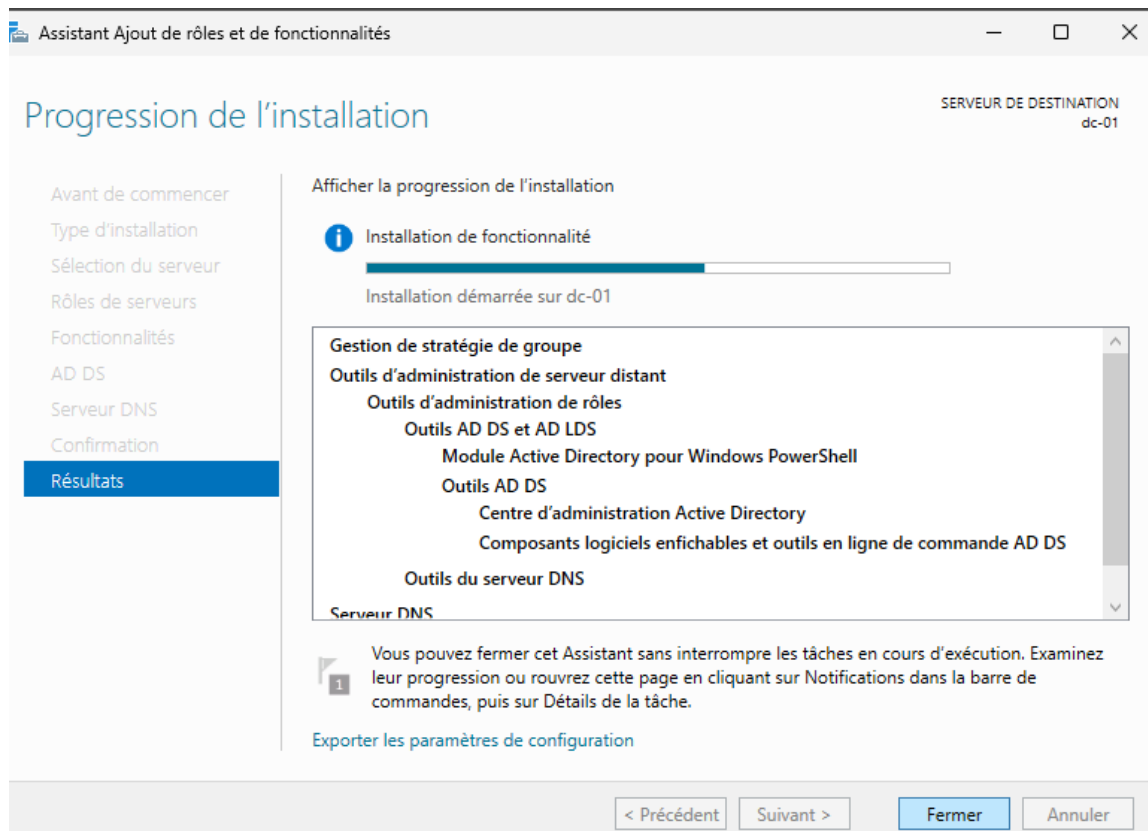 Assistant Ajout de rôles et de fonctionnalités
Progression de l'installation
SERVEUR DE DESTINATION
dc-01
Avant de commencer
Type d'installation
Sélection du serveur
Rôles de serveurs
Fonctionnalités
AD DS
Serveur DNS
Confirmation
Résultats
Afficher la progression de l'installation
Installation de fonctionnalité
Installation démarrée sur dc-01
Gestion de stratégie de groupe
Outils d'administration de serveur distant
Outils d'administration de rôles
Outils AD DS et AD LDS
Module Active Directory pour Windows PowerShell
Outils AD DS
Centre d'administration Active Directory
Composants logiciels enfichables et outils en ligne de commande AD DS
Outils du serveur DNS
Serveur DNS
1
Vous pouvez fermer cet Assistant sans interrompre les tâches en cours d'exécution. Examinez
leur progression ou rouvrez cette page en cliquant sur Notifications dans la barre de
commandes, puis sur Détails de la tâche.
Exporter les paramètres de configuration
< Précédent
Suivant >
Fermer
Annuler